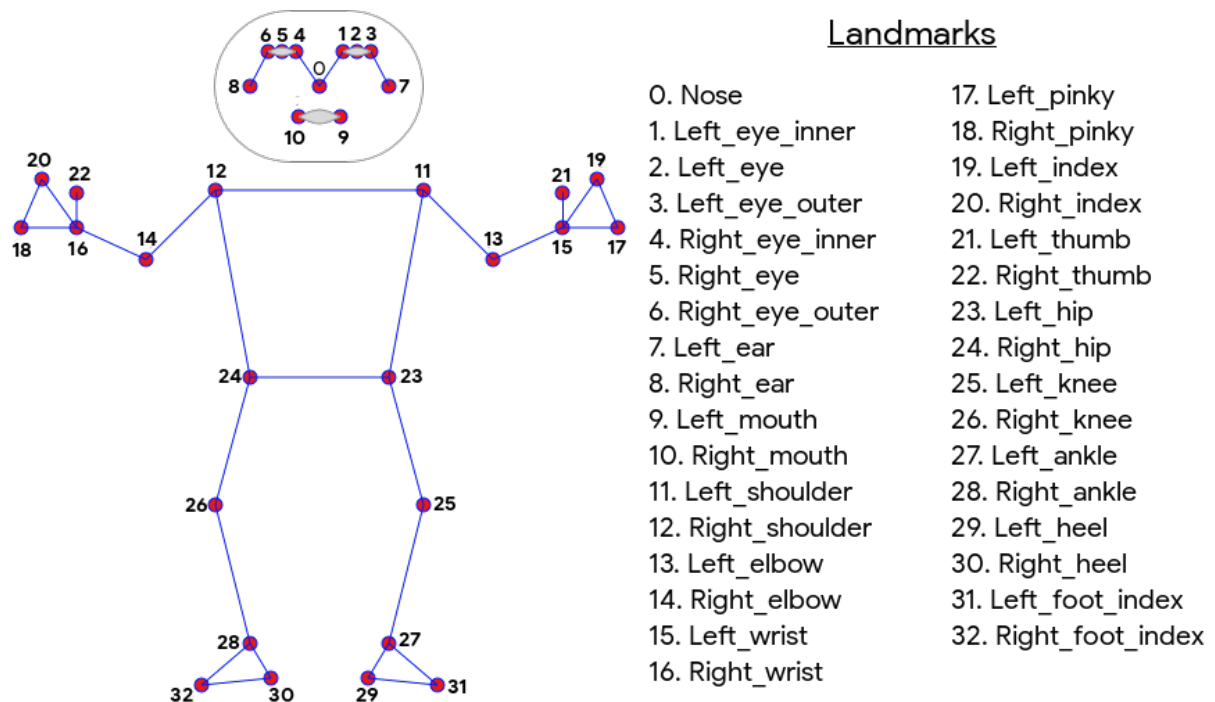 6 5 4 1 2 3
0
8 7
10 9
20 22 12 11 21 19
18 16 14 13 15 17
24 23
26 25
28 27
32 30 29 31
Landmarks
0. Nose
1. Left_eye_inner
2. Left_eye
3. Left_eye_outer
4. Right_eye_inner
5. Right_eye
6. Right_eye_outer
7. Left_ear
8. Right_ear
9. Left_mouth
10. Right_mouth
11. Left_shoulder
12. Right_shoulder
13. Left_elbow
14. Right_elbow
15. Left_wrist
16. Right_wrist
17. Left_pinky
18. Right_pinky
19. Left_index
20. Right_index
21. Left_thumb
22. Right_thumb
23. Left_hip
24. Right_hip
25. Left_knee
26. Right_knee
27. Left_ankle
28. Right_ankle
29. Left_heel
30. Right_heel
31. Left_foot_index
32. Right_foot_index